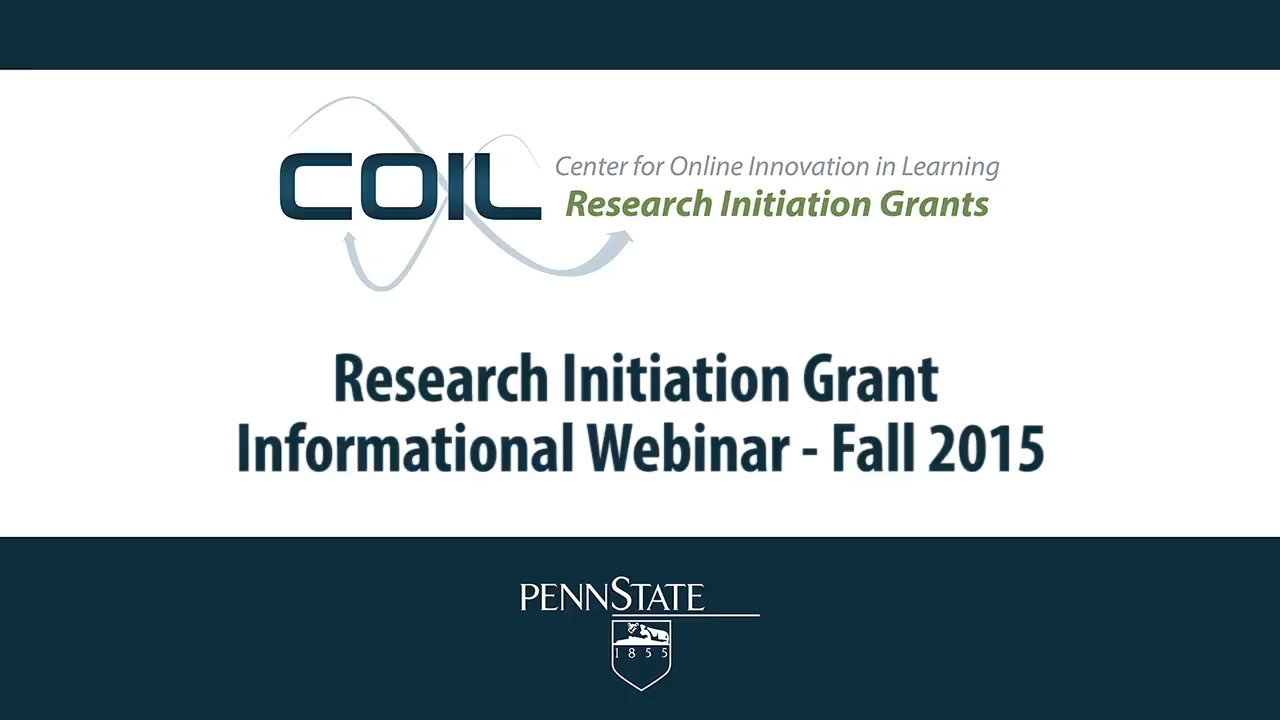 COIL
Center for Online Innovation in Learning
Research Initiation Grants
Research Initiation Grant
Informational Webinar - Fall 2015
PENNSTATE
1855